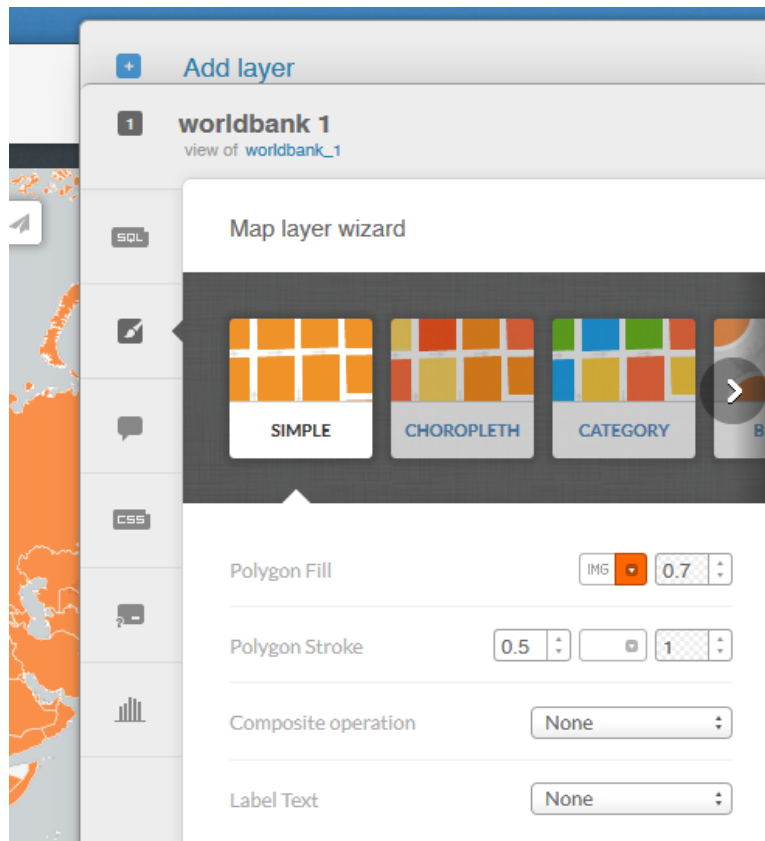 + Add layer
1 worldbank 1
view of worldbank_1
Map layer wizard
SQL
SIMPLE CHOROPLETH CATEGORY B
CSS
Polygon Fill IMG 0.7
Polygon Stroke 0.5 1
?
Composite operation None
Label Text None